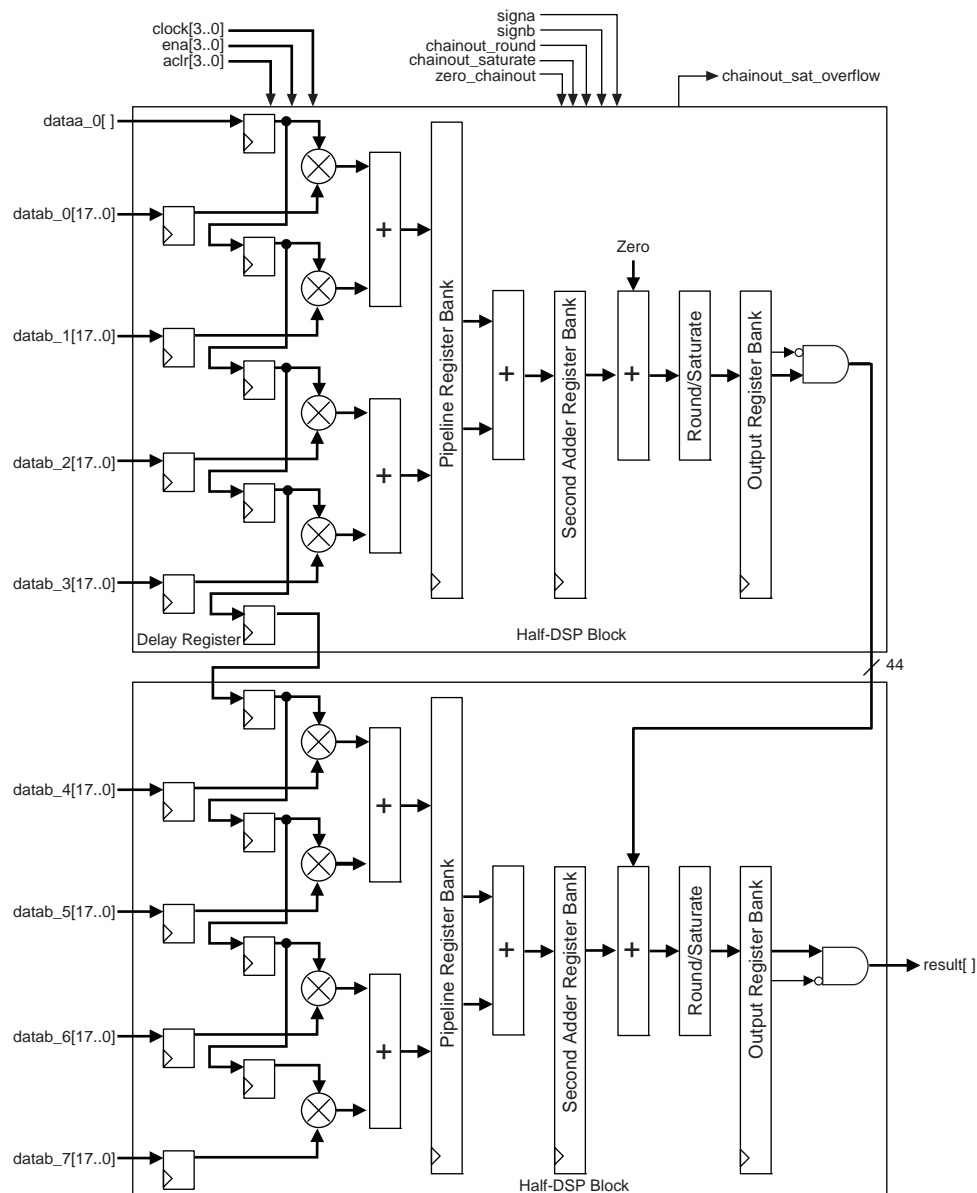 clock[3..0]
ena[3..0]
aclr[3..0]
signa
signb
chainout_round
chainout_saturate
zero_chainout
chainout_sat_overflow
dataa_0[ ]
datab_0[17..0]
datab_1[17..0]
datab_2[17..0]
datab_3[17..0]
+
+
Pipeline Register Bank
+
Second Adder Register Bank
Zero
+
Round/Saturate
Output Register Bank
Delay Register
Half-DSP Block
44
datab_4[17..0]
datab_5[17..0]
datab_6[17..0]
datab_7[17..0]
+
+
Pipeline Register Bank
+
Second Adder Register Bank
+
Round/Saturate
Output Register Bank
result[ ]
Half-DSP Block